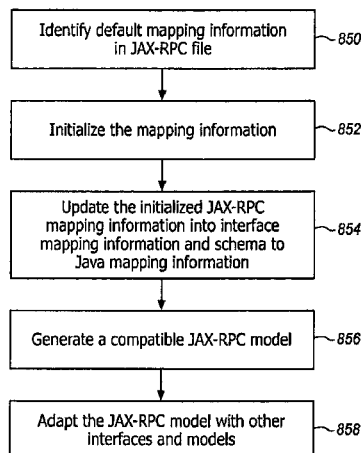 Identify default mapping information
in JAX-RPC file
850
Initialize the mapping information
852
Update the initialized JAX-RPC
mapping information into interface
mapping information and schema to
Java mapping information
854
Generate a compatible JAX-RPC model
856
Adapt the JAX-RPC model with other
interfaces and models
858